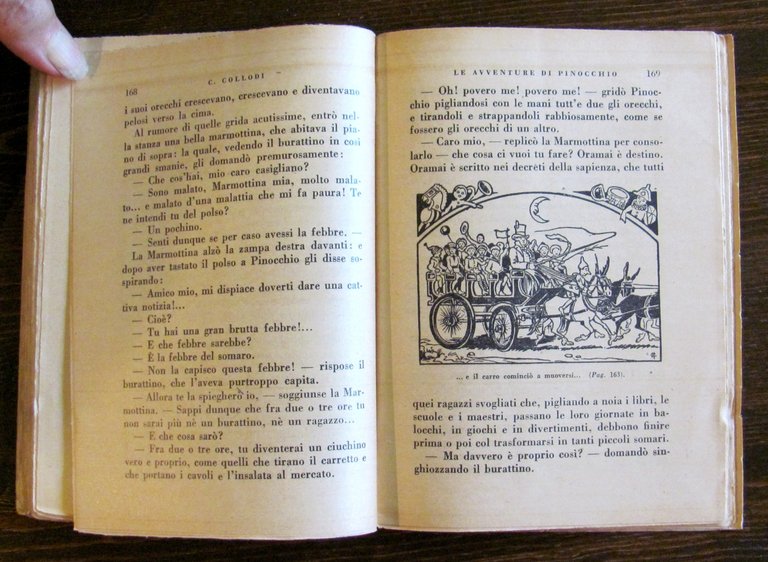 168
C. COLLODI
i suoi orecchi crescevano, crescevano e diventavano
pelosi verso la cima.
Al rumore di quelle grida acutissime, entrò nel-
la stanza una bella marmottina, che abitava il pia-
no di sopra: la quale, vedendo il burattino in così
grandi smanie, gli domandò premurosamente:
— Che cos'hai, mio caro casigliano?
— Sono malato, Marmottina mia, molto mala-
to... e malato d'una malattia che mi fa paura! Te
ne intendi tu del polso?
— Un pochino.
— Senti dunque se per caso avessi la febbre. —
La Marmottina alzò la zampa destra davanti: e
dopo aver tastato il polso a Pinocchio gli disse so-
spirando:
— Amico mio, mi dispiace doverti dare una cat-
tiva notizia!...
— Cioè?
— Tu hai una gran brutta febbre!...
— E che febbre sarebbe?
— È la febbre del somaro.
— Non la capisco questa febbre! — rispose il
burattino, che l'aveva purtroppo capita.
— Allora te la spiegherò io, — soggiunse la Mar-
mottina. — Sappi dunque che fra due o tre ore tu
non sarai più nè un burattino, nè un ragazzo...
— E che cosa sarò?
— Fra due o tre ore, tu diventerai un ciuchino
vero e proprio, come quelli che tirano il carretto e
che portano i cavoli e l'insalata al mercato.
LE AVVENTURE DI PINOCCHIO
169
— Oh! povero me! povero me! — gridò Pinoc-
chio pigliandosi con le mani tutt'e due gli orecchi,
e tirandoli e strappandoli rabbiosamente, come se
fossero gli orecchi di un altro.
— Caro mio, — replicò la Marmottina per conso-
larlo — che cosa ci vuoi tu fare? Oramai è destino.
Oramai è scritto nei decreti della sapienza, che tutti
... e il carro cominciò a muoversi... (Pag. 163).
quei ragazzi svogliati che, pigliando a noia i libri, le
scuole e i maestri, passano le loro giornate in ba-
locchi, in giochi e in divertimenti, debbono finire
prima o poi col trasformarsi in tanti piccoli somari.
— Ma davvero è proprio così? — domandò sin-
ghiozzando il burattino.